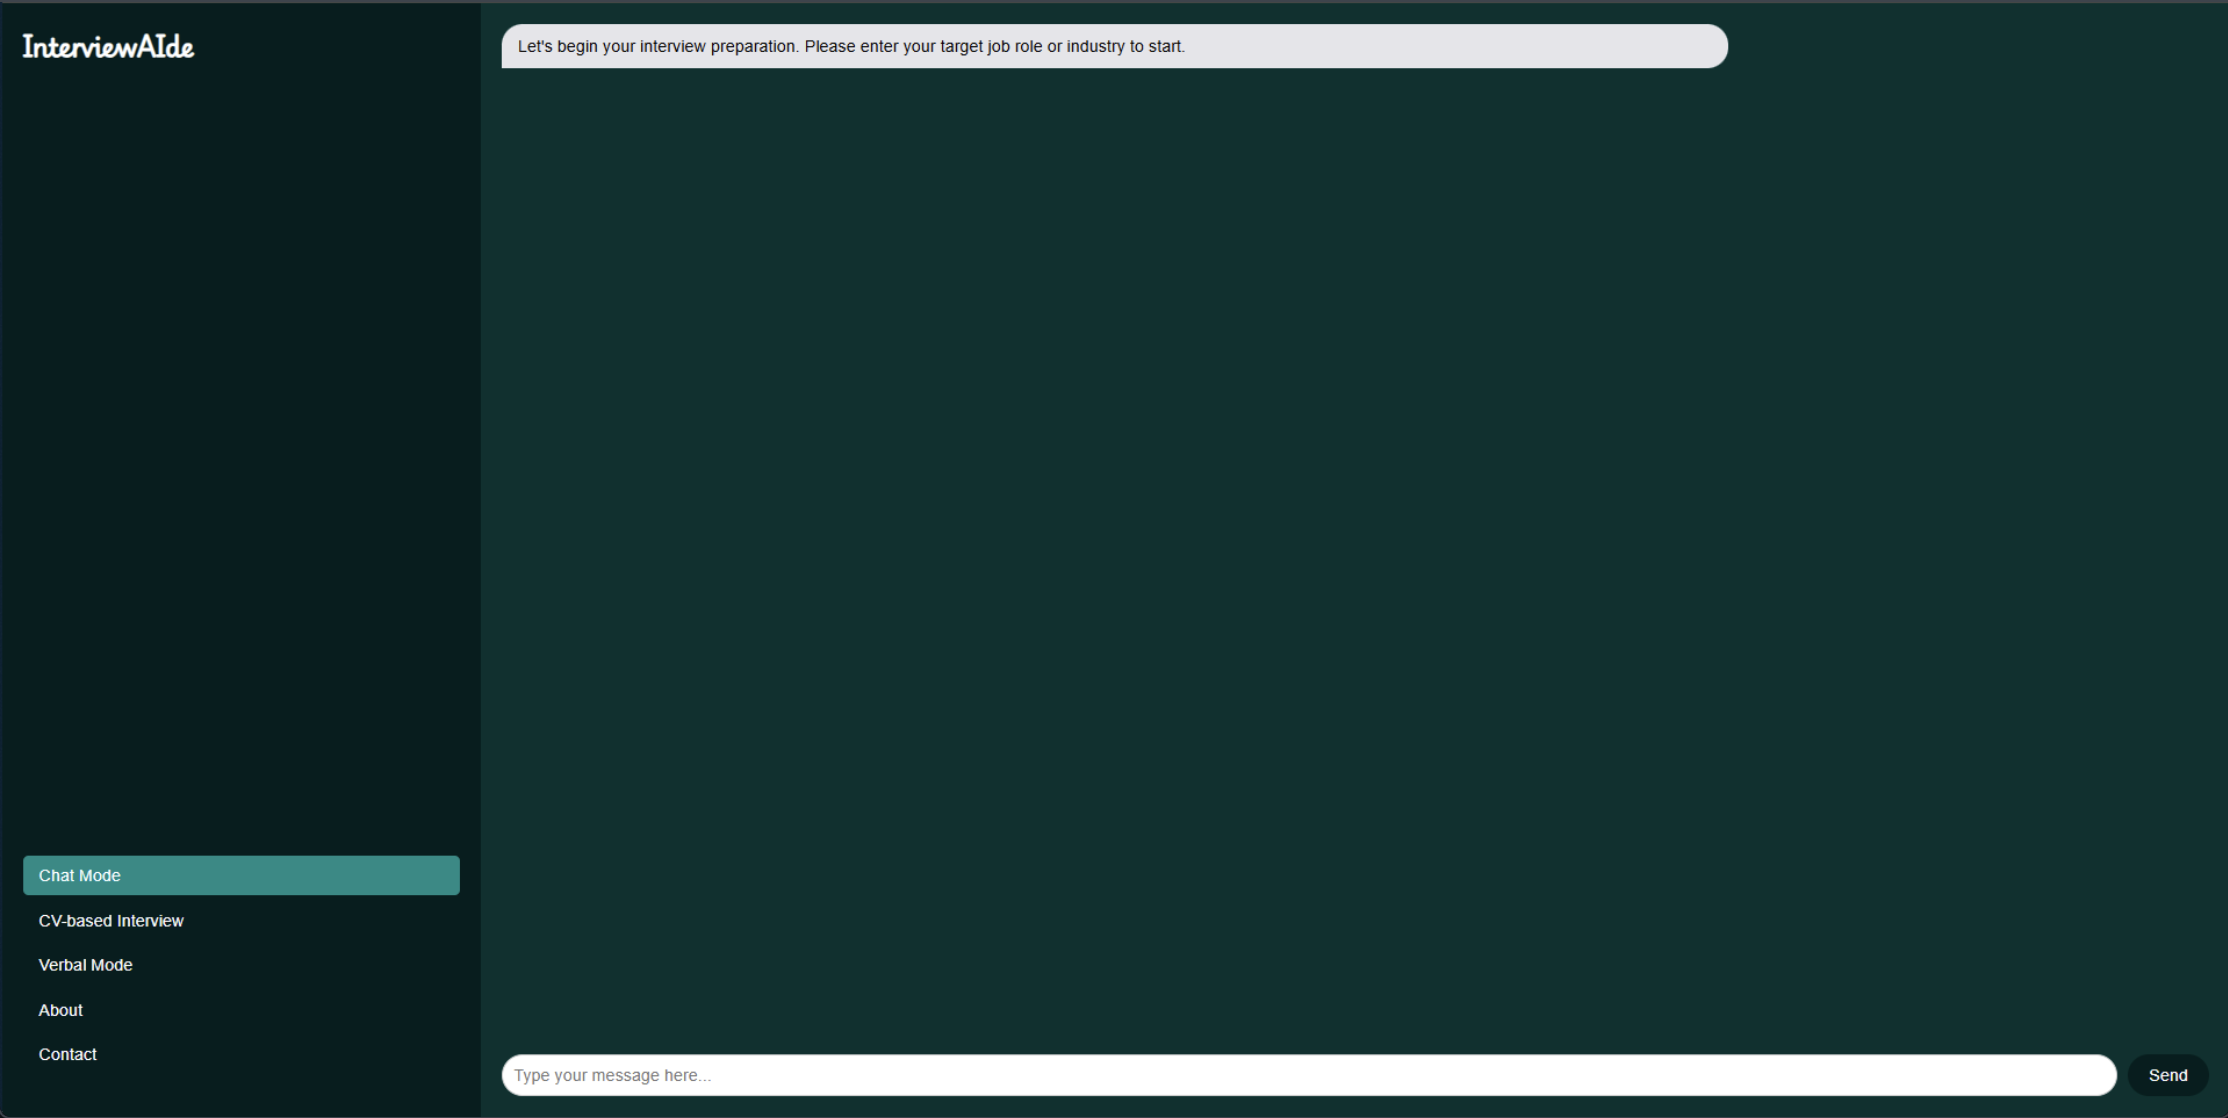 InterviewAIde
Let's begin your interview preparation. Please enter your target job role or industry to start.
Chat Mode
CV-based Interview
Verbal Mode
About
Contact
Type your message here...
Send